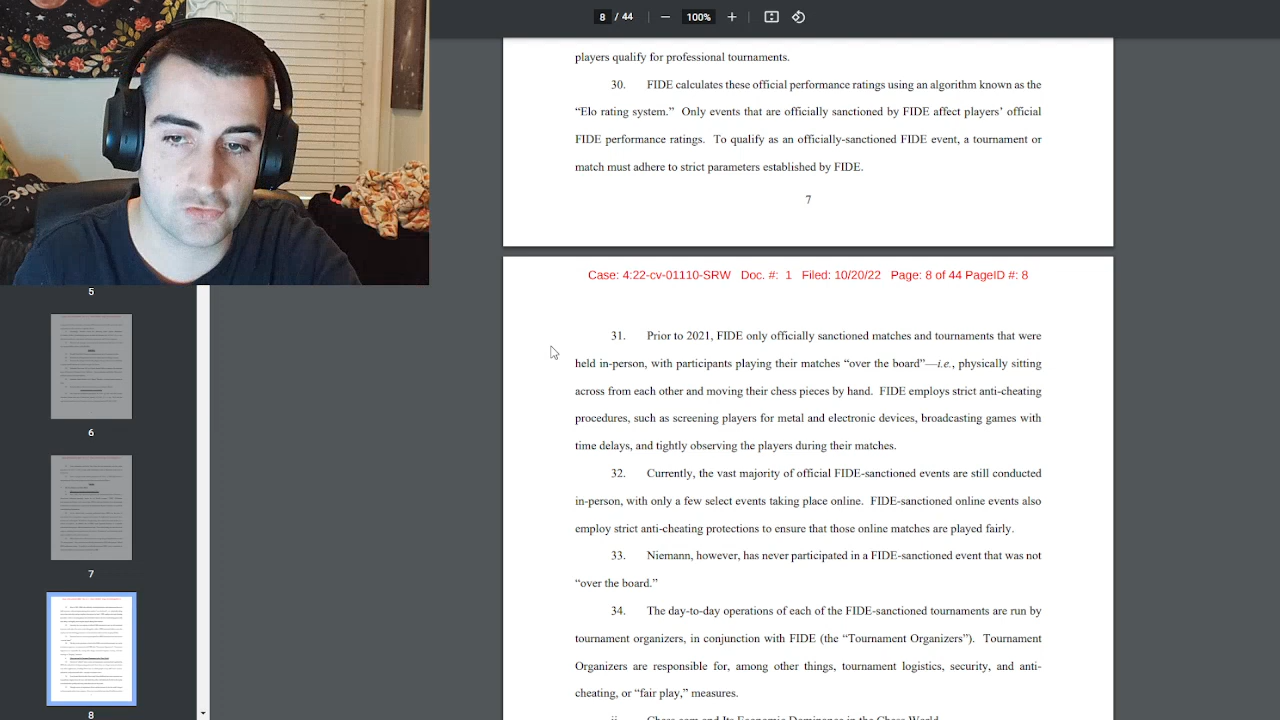 8 / 44
100%
players qualify for professional tournaments.
30. FIDE calculates these official performance ratings using an algorithm known as the
“Elo rating system.” Only events that are officially sanctioned by FIDE affect players’ official
FIDE performance ratings. To qualify as an officially-sanctioned FIDE event, a tournament or
match must adhere to strict parameters established by FIDE.
7
Case: 4:22-cv-01110-SRW Doc. #: 1 Filed: 10/20/22 Page: 8 of 44 PageID #: 8
31. Prior to 2021, FIDE only officially sanctioned matches and tournaments that were
held in-person, with participants playing their matches “over the board”—i.e., physically sitting
across from each other and moving their chess pieces by hand. FIDE employs strict anti-cheating
procedures, such as screening players for metal and electronic devices, broadcasting games with
time delays, and tightly observing the players during their matches.
32. Currently, the vast majority of official FIDE-sanctioned events are still conducted
in-person, with only a few select events taking place online. FIDE-sanctioned online events also
employ strict anti-cheating protections to ensure that those online matches are played fairly.
33. Niemann, however, has never participated in a FIDE-sanctioned event that was not
“over the board.”
34. The day-to-day operations of each of the FIDE-sanctioned tournaments are run by
tournament organizers, in conjunction with FIDE (the “Tournament Organizers”). Tournament
Organizers are responsible for, among other things, tournament logistics, security, and anti-
cheating, or “fair play,” measures.
ii. Chess.com and Its Economic Dominance in the Chess World
5
6
7
8